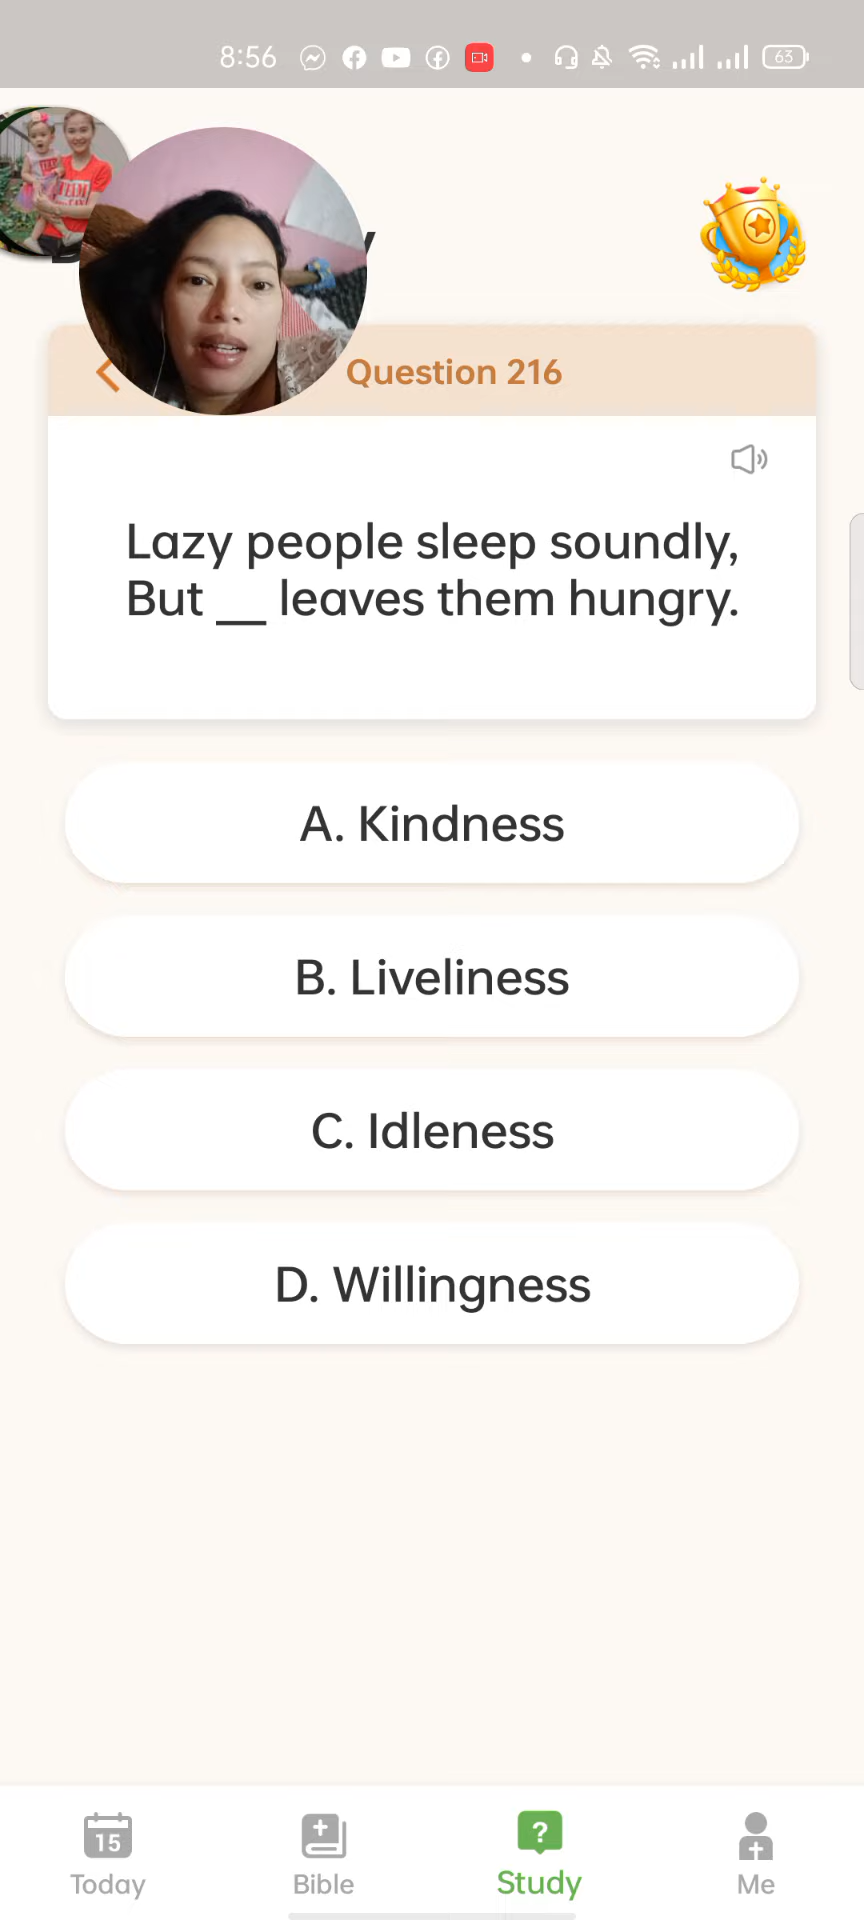 8:56
63
Question 216
Lazy people sleep soundly,
But __ leaves them hungry.
A. Kindness
B. Liveliness
C. Idleness
D. Willingness
15
Today
Bible
Study
Me